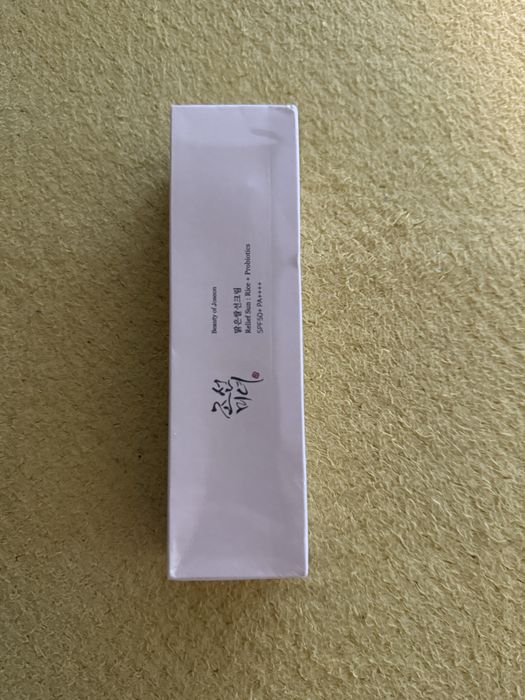 조선
미녀
Beauty of Joseon
맑은쌀선크림
Relief Sun : Rice + Probiotics
SPF50+ PA++++